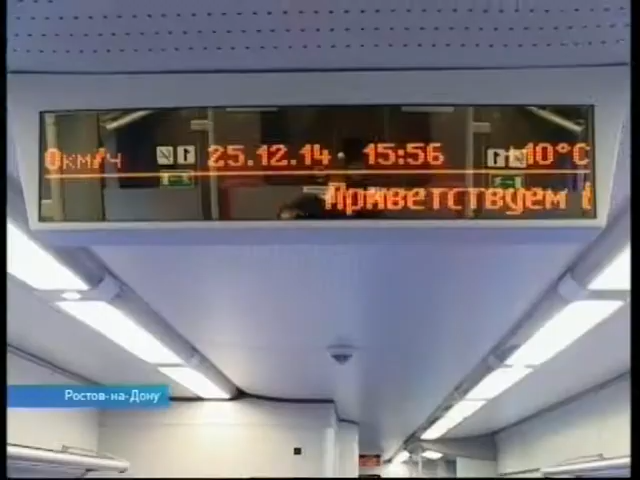 0км/ч 25.12.14 15:56 +10°C
Приветствуем
Ростов-на-Дону